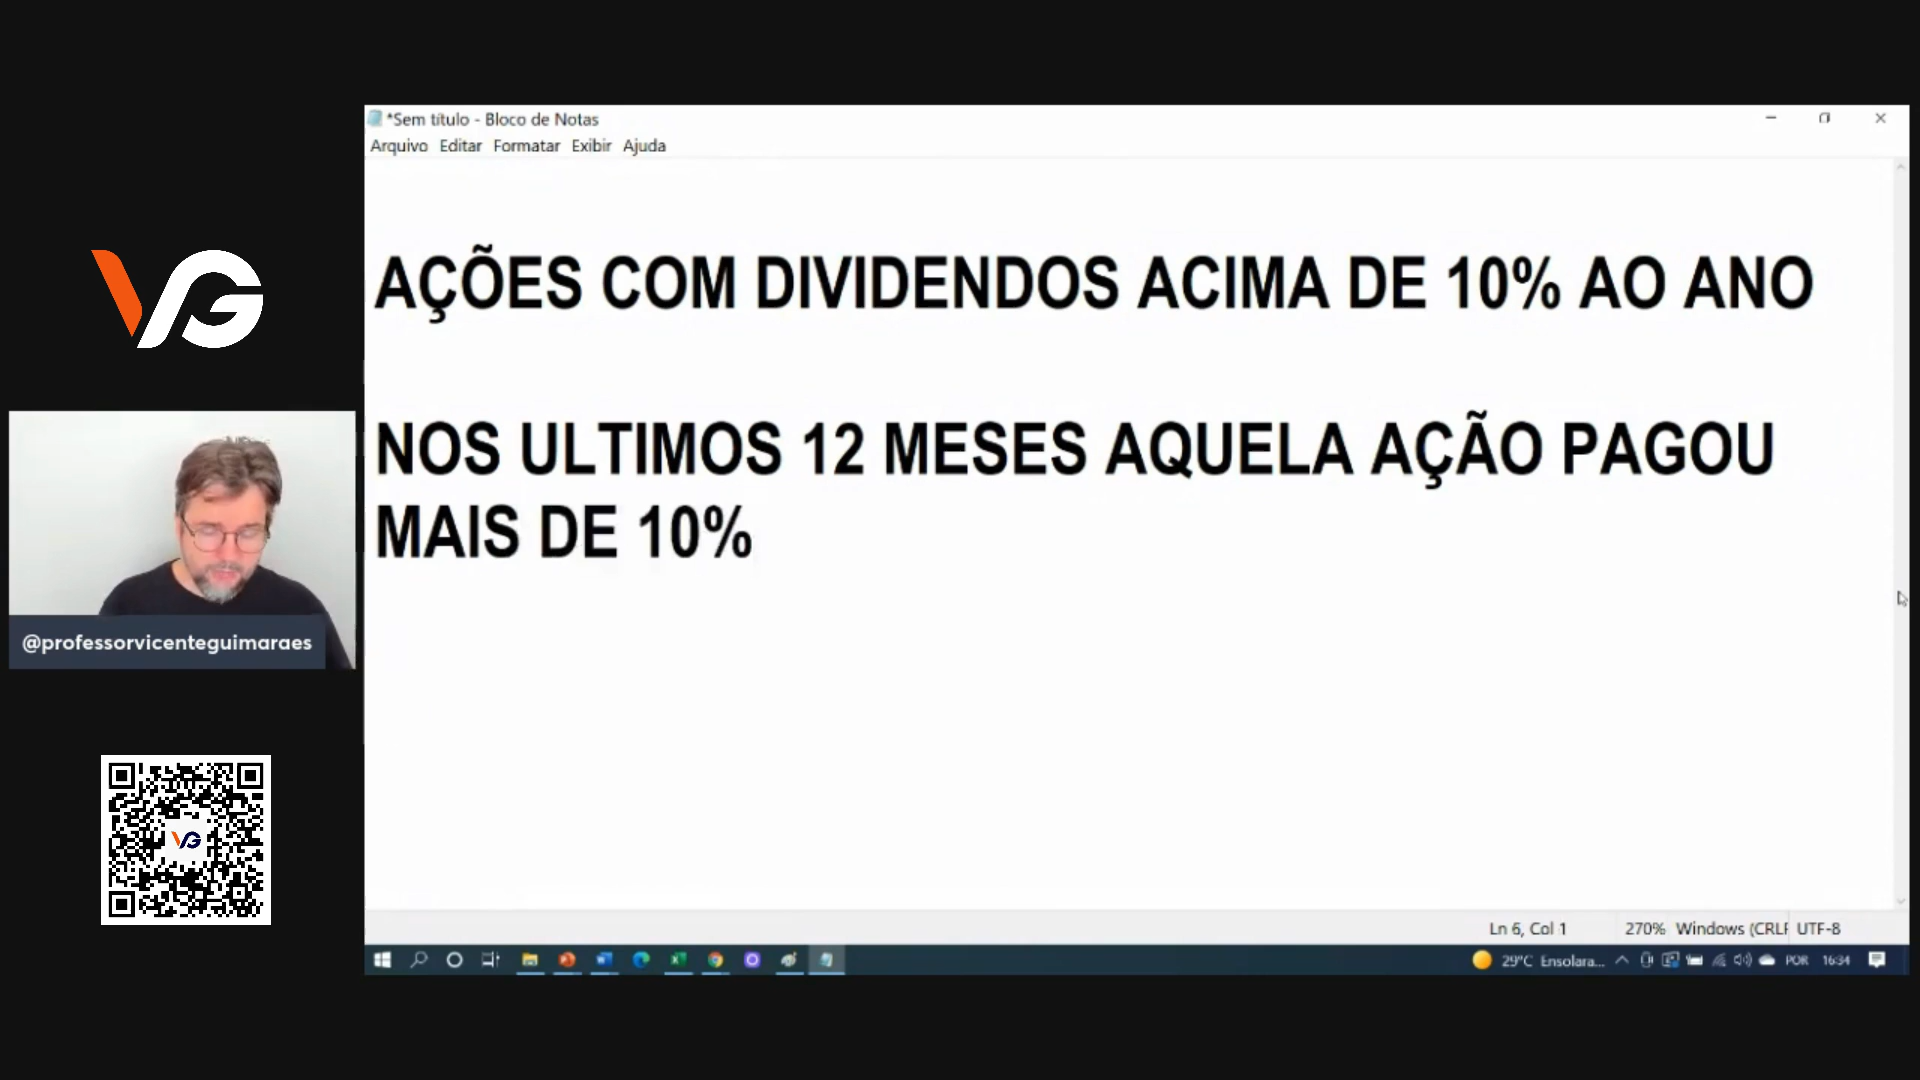 *Sem título - Bloco de Notas
Arquivo Editar Formatar Exibir Ajuda
AÇÕES COM DIVIDENDOS ACIMA DE 10% AO ANO
NOS ULTIMOS 12 MESES AQUELA AÇÃO PAGOU
MAIS DE 10%
VG
@professorvicenteguimaraes
VG
Ln 6, Col 1 270% Windows (CRLF UTF-8
29°C Ensolara... POR 16:34